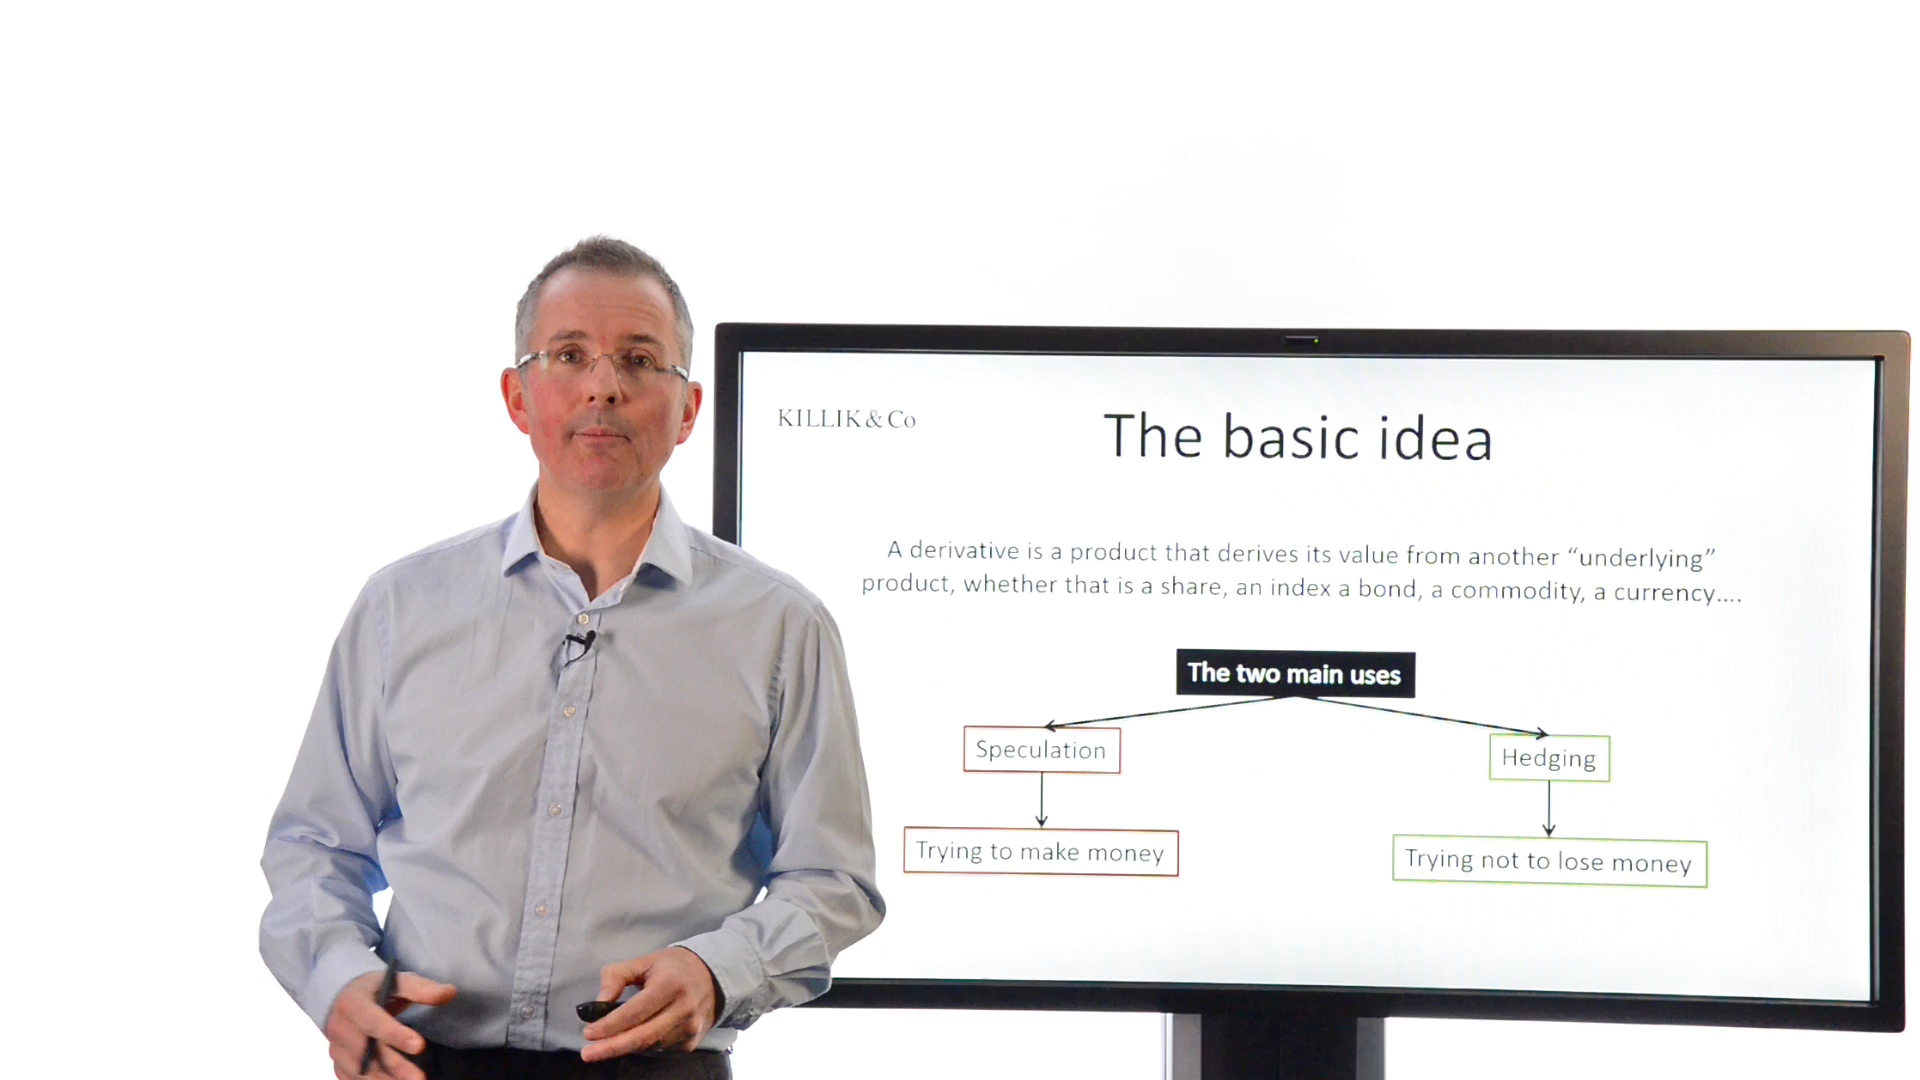 KILLIK & Co
The basic idea
A derivative is a product that derives its value from another “underlying”
product, whether that is a share, an index a bond, a commodity, a currency....
The two main uses
Speculation
Hedging
Trying to make money
Trying not to lose money